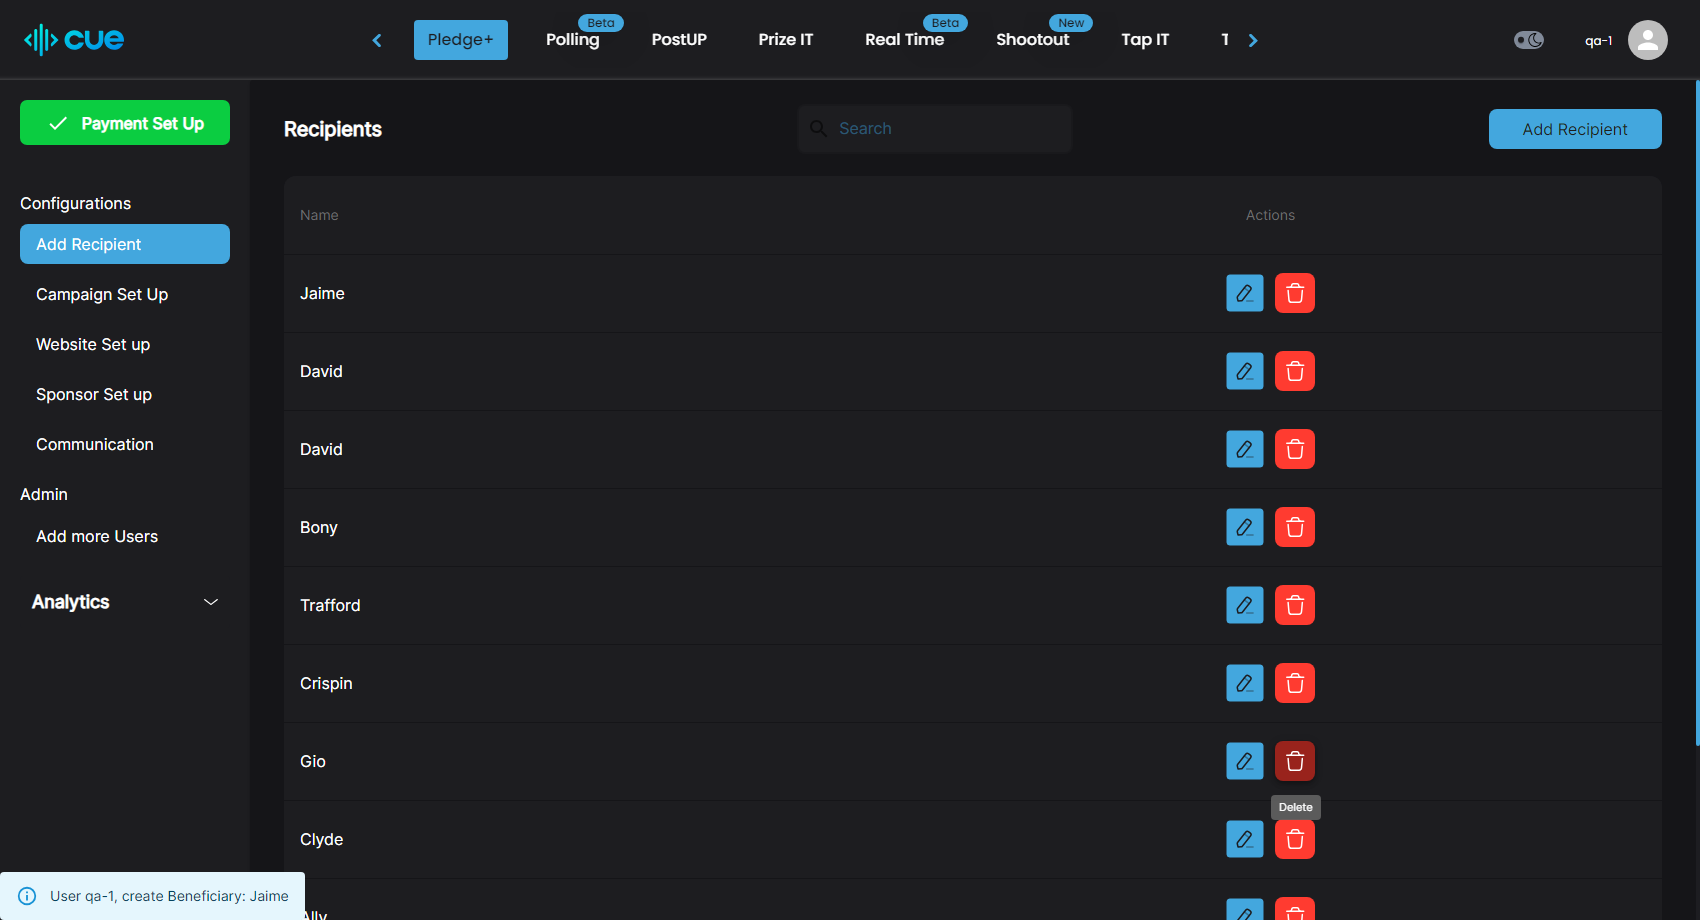 cue
Pledge+
Polling
Beta
PostUP
Prize IT
Real Time
Beta
Shootout
New
Tap IT
T
qa-1
Payment Set Up
Configurations
Add Recipient
Campaign Set Up
Website Set up
Sponsor Set up
Communication
Admin
Add more Users
Analytics
Recipients
Search
Add Recipient
Name
Actions
Jaime
David
David
Bony
Trafford
Crispin
Gio
Delete
Clyde
Ally
User qa-1, create Beneficiary: Jaime